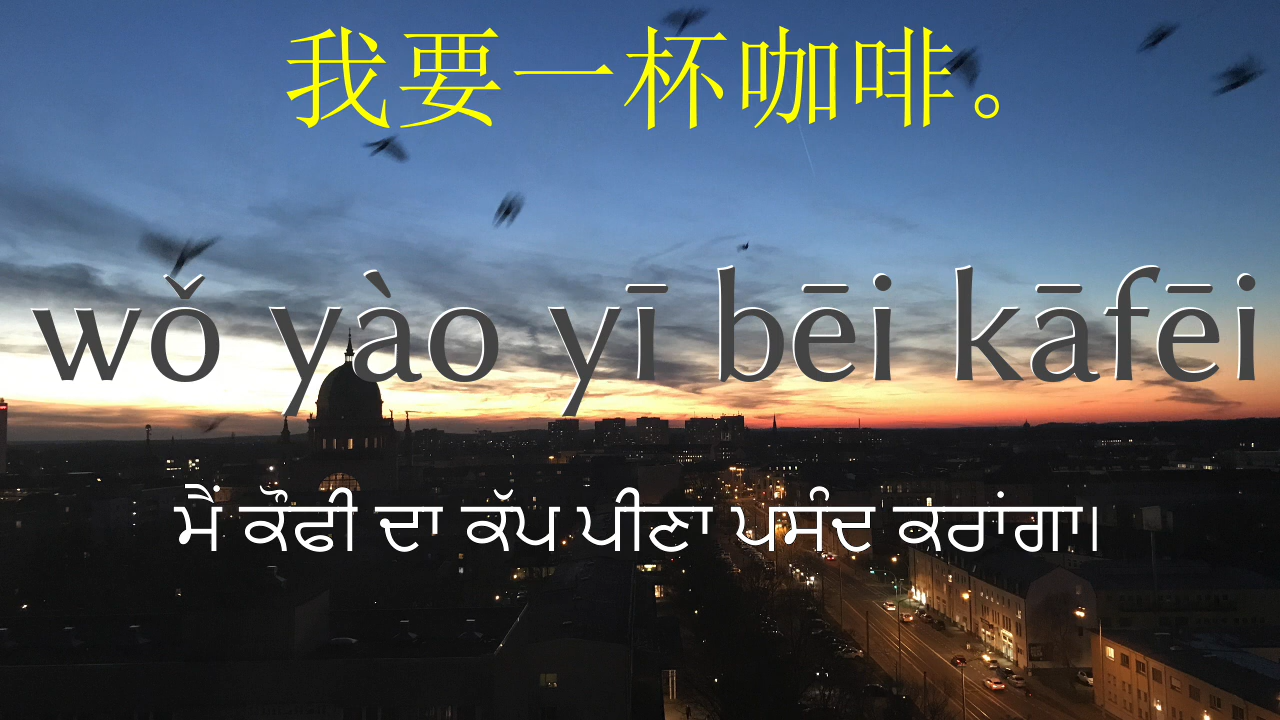 我要一杯咖啡。
wǒ yào yī bēi kāfēi
ਮੈਂ ਕੌਫੀ ਦਾ ਕੱਪ ਪੀਣਾ ਪਸੰਦ ਕਰਾਂਗਾ।